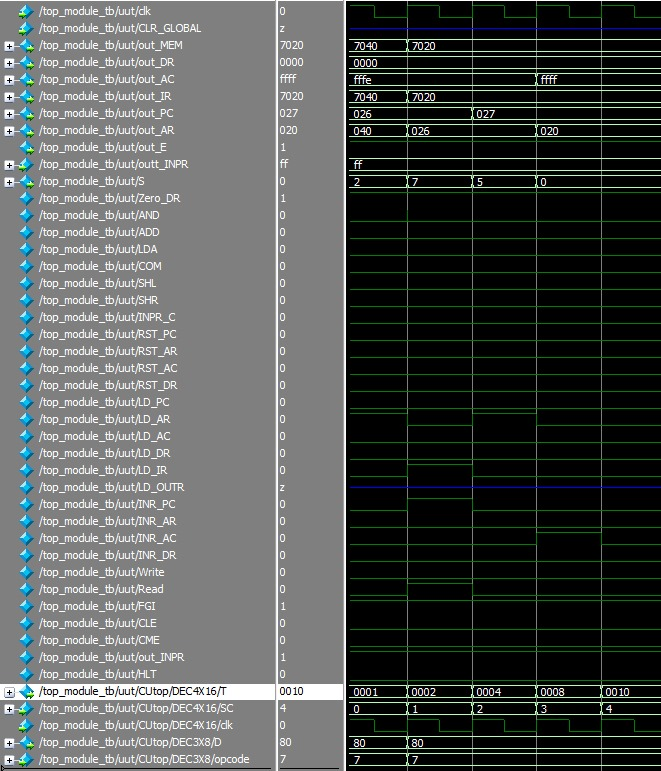 /top_module_tb/uut/clk 0
/top_module_tb/uut/CLR_GLOBAL z
/top_module_tb/uut/out_MEM 7020 7040 7020
/top_module_tb/uut/out_DR 0000 0000
/top_module_tb/uut/out_AC ffff fffe ffff
/top_module_tb/uut/out_IR 7020 7040 7020
/top_module_tb/uut/out_PC 027 026 027
/top_module_tb/uut/out_AR 020 040 026 020
/top_module_tb/uut/out_E 1
/top_module_tb/uut/outt_INPR ff ff
/top_module_tb/uut/S 0 2 7 5 0
/top_module_tb/uut/Zero_DR 1
/top_module_tb/uut/AND 0
/top_module_tb/uut/ADD 0
/top_module_tb/uut/LDA 0
/top_module_tb/uut/COM 0
/top_module_tb/uut/SHL 0
/top_module_tb/uut/SHR 0
/top_module_tb/uut/INPR_C 0
/top_module_tb/uut/RST_PC 0
/top_module_tb/uut/RST_AR 0
/top_module_tb/uut/RST_AC 0
/top_module_tb/uut/RST_DR 0
/top_module_tb/uut/LD_PC 0
/top_module_tb/uut/LD_AR 0
/top_module_tb/uut/LD_AC 0
/top_module_tb/uut/LD_DR 0
/top_module_tb/uut/LD_IR 0
/top_module_tb/uut/LD_OUTR z
/top_module_tb/uut/INR_PC 0
/top_module_tb/uut/INR_AR 0
/top_module_tb/uut/INR_AC 0
/top_module_tb/uut/INR_DR 0
/top_module_tb/uut/Write 0
/top_module_tb/uut/Read 0
/top_module_tb/uut/FGI 1
/top_module_tb/uut/CLE 0
/top_module_tb/uut/CME 0
/top_module_tb/uut/out_INPR 1
/top_module_tb/uut/HLT 0
/top_module_tb/uut/CUtop/DEC4X16/T 0010 0001 0002 0004 0008 0010
/top_module_tb/uut/CUtop/DEC4X16/SC 4 0 1 2 3 4
/top_module_tb/uut/CUtop/DEC4X16/clk 0
/top_module_tb/uut/CUtop/DEC3X8/D 80 80 80
/top_module_tb/uut/CUtop/DEC3X8/opcode 7 7 7